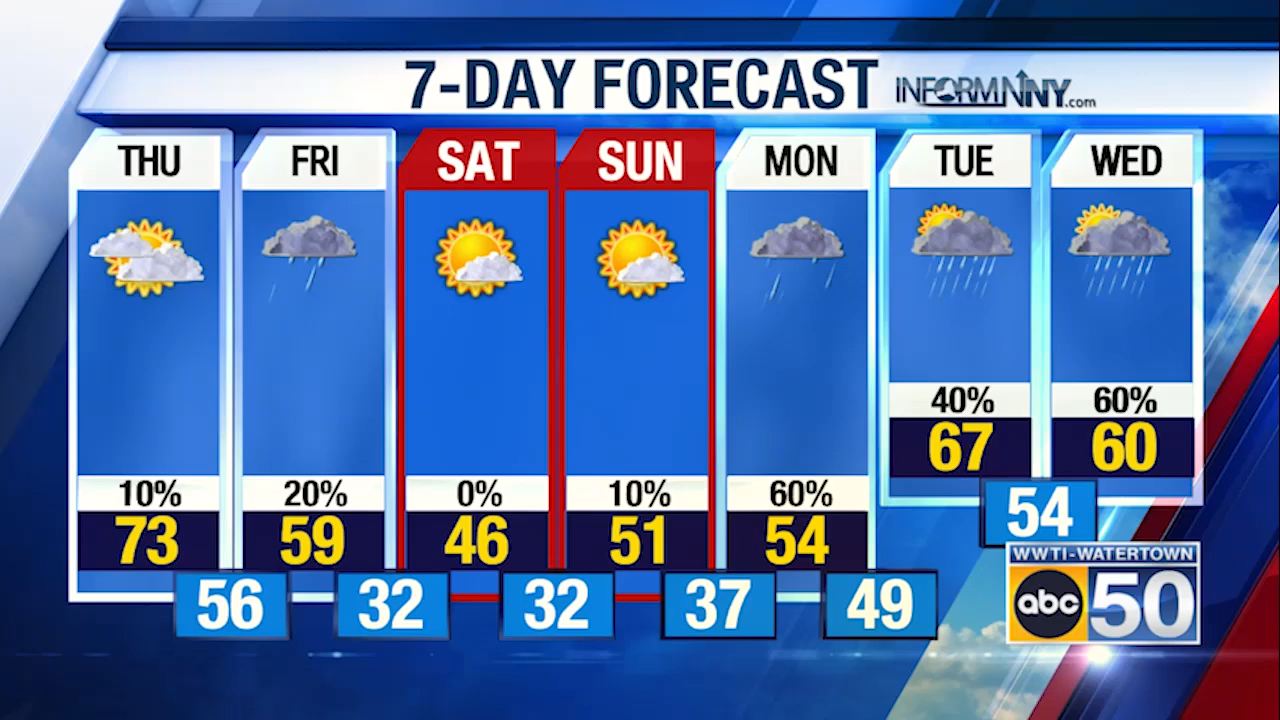 7-DAY FORECAST INFORMNNY.com
THU FRI SAT SUN MON TUE WED
40% 60%
67 60
10% 20% 0% 10% 60%
73 59 46 51 54
54
56 32 32 37 49
WWTI-WATERTOWN
abc 50